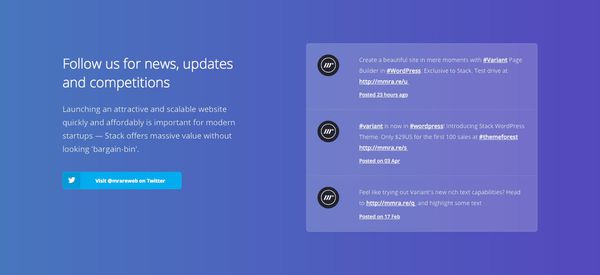 Follow us for news, updates
and competitions
Launching an attractive and scalable website
quickly and affordably is important for modern
startups — Stack offers massive value without
looking 'bargain-bin'.
Visit @mrareweb on Twitter
Create a beautiful site in mere moments with #Variant Page
Builder in #WordPress. Exclusive to Stack. Test drive at
http://mmra.re/u
Posted 23 hours ago
#variant is now in #wordpress! Introducing Stack WordPress
Theme. Only $29US for the first 100 sales at #themeforest
http://mmra.re/s
Posted on 03 Apr
Feel like trying out Variant's new rich text capabilities? Head
to http://mmra.re/q and highlight some text
Posted on 17 Feb